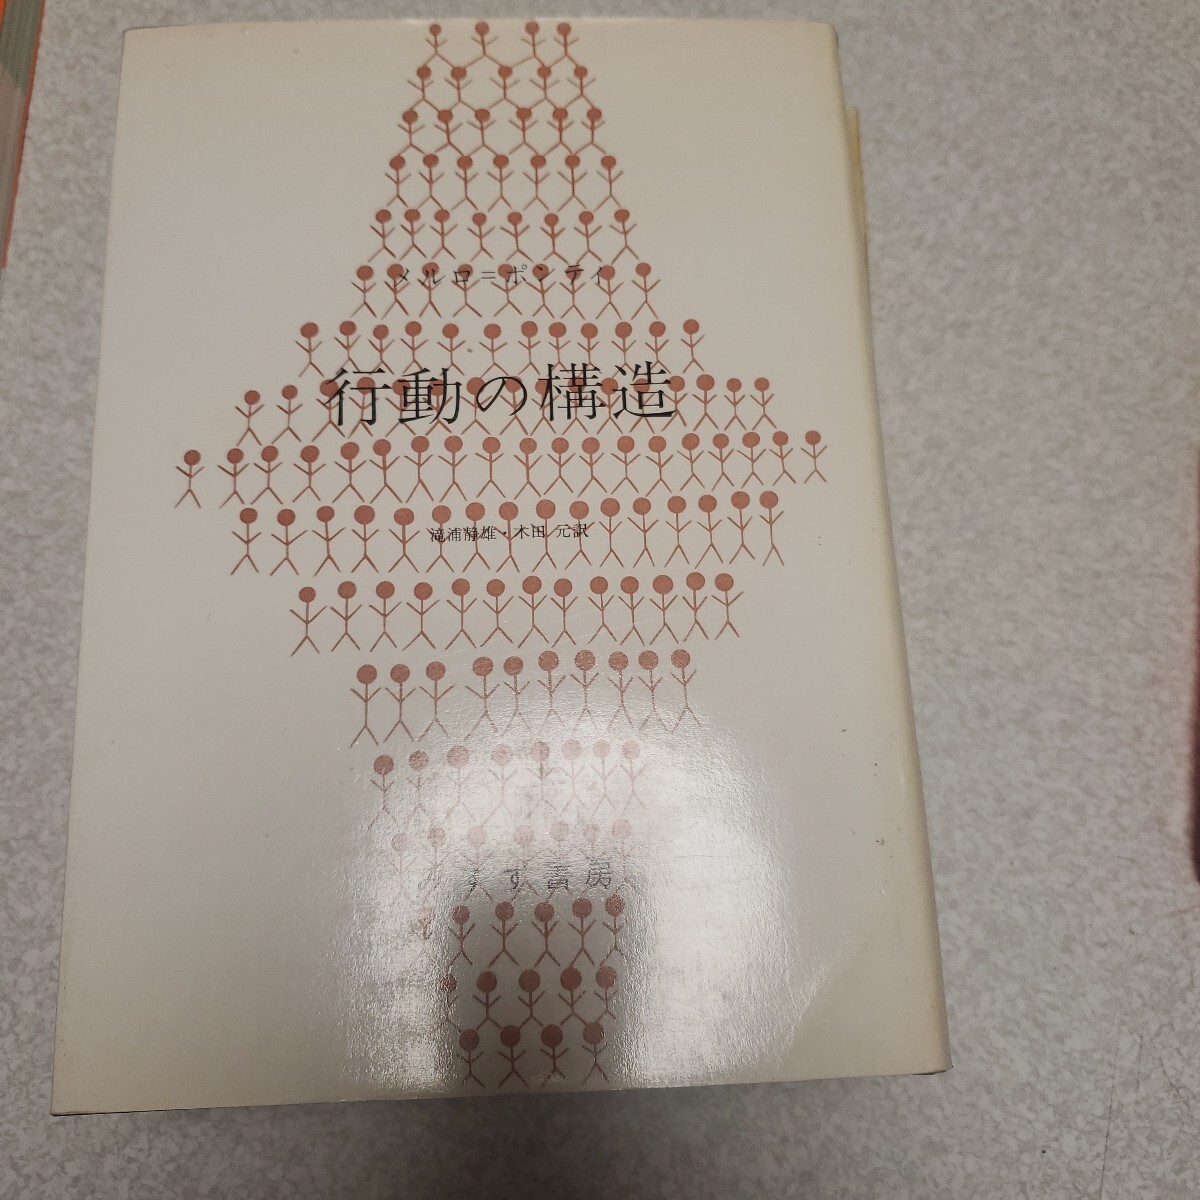 メルロ＝ポンティ
行動の構造
滝浦静雄・木田 元訳
みすず書房